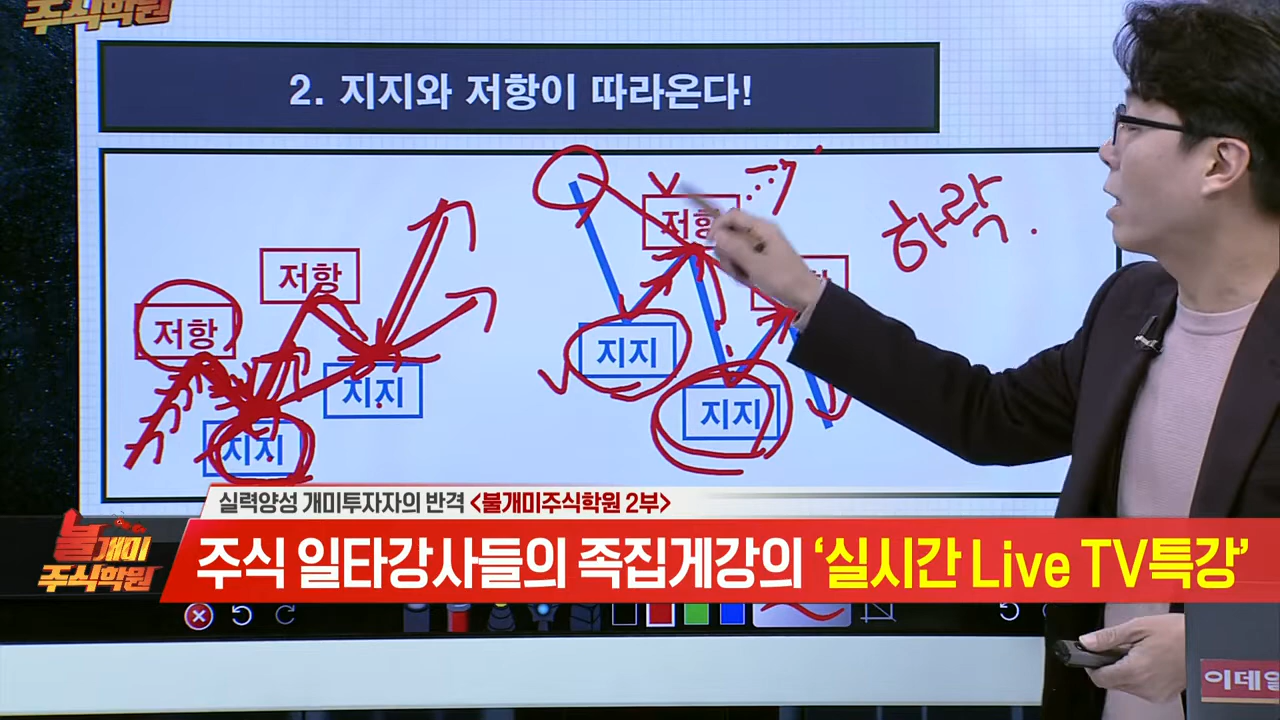 주식학원
2. 지지와 저항이 따라온다!
저항
저항
지지
지지
저항
지지
지지
하락.
실력양성 개미투자자의 반격 <불개미주식학원 2부>
불개미
주식학원
주식 일타강사들의 족집게강의 ‘실시간 Live TV특강’
이데일